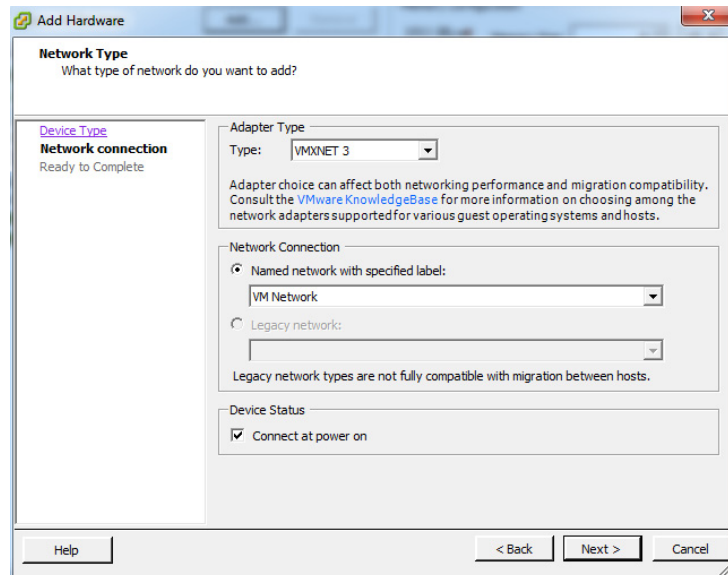 Add Hardware
Network Type
What type of network do you want to add?
Device Type
Network connection
Ready to Complete
Adapter Type
Type: VMXNET 3
Adapter choice can affect both networking performance and migration compatibility.
Consult the VMware KnowledgeBase for more information on choosing among the
network adapters supported for various guest operating systems and hosts.
Network Connection
Named network with specified label:
VM Network
Legacy network:
Legacy network types are not fully compatible with migration between hosts.
Device Status
Connect at power on
Help
< Back
Next >
Cancel